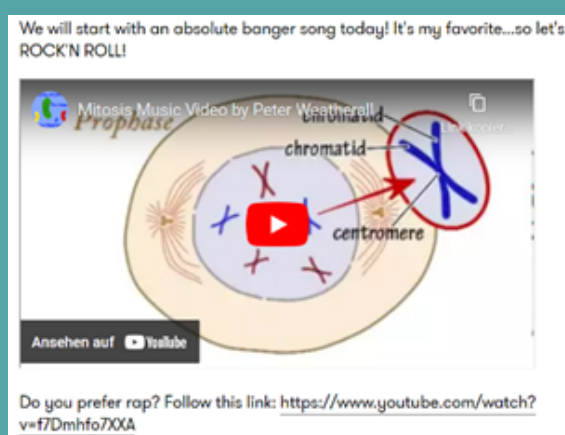 We will start with an absolute banger song today! It's my favorite...so let's
ROCK'N ROLL!
Mitosis Music Video by Peter Weatherall
Prophase
chromatid
chromatid
centromere
Ansehen auf YouTube
Do you prefer rap? Follow this link: https://www.youtube.com/watch?
v=f7Dmhfo7XXA